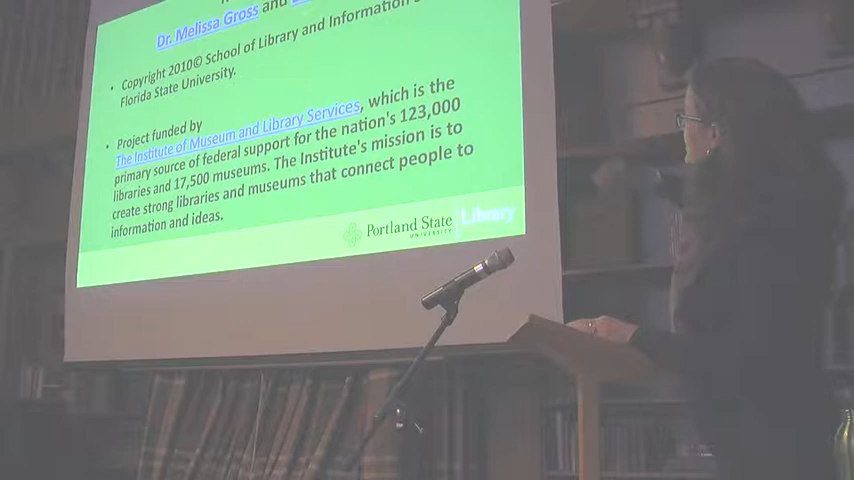 Dr. Melissa Gross and
Copyright 2010© School of Library and Information
Florida State University.
Project funded by
The Institute of Museum and Library Services, which is the
primary source of federal support for the nation's 123,000
libraries and 17,500 museums. The Institute's mission is to
create strong libraries and museums that connect people to
information and ideas.
Portland State Library
UNIVERSITY